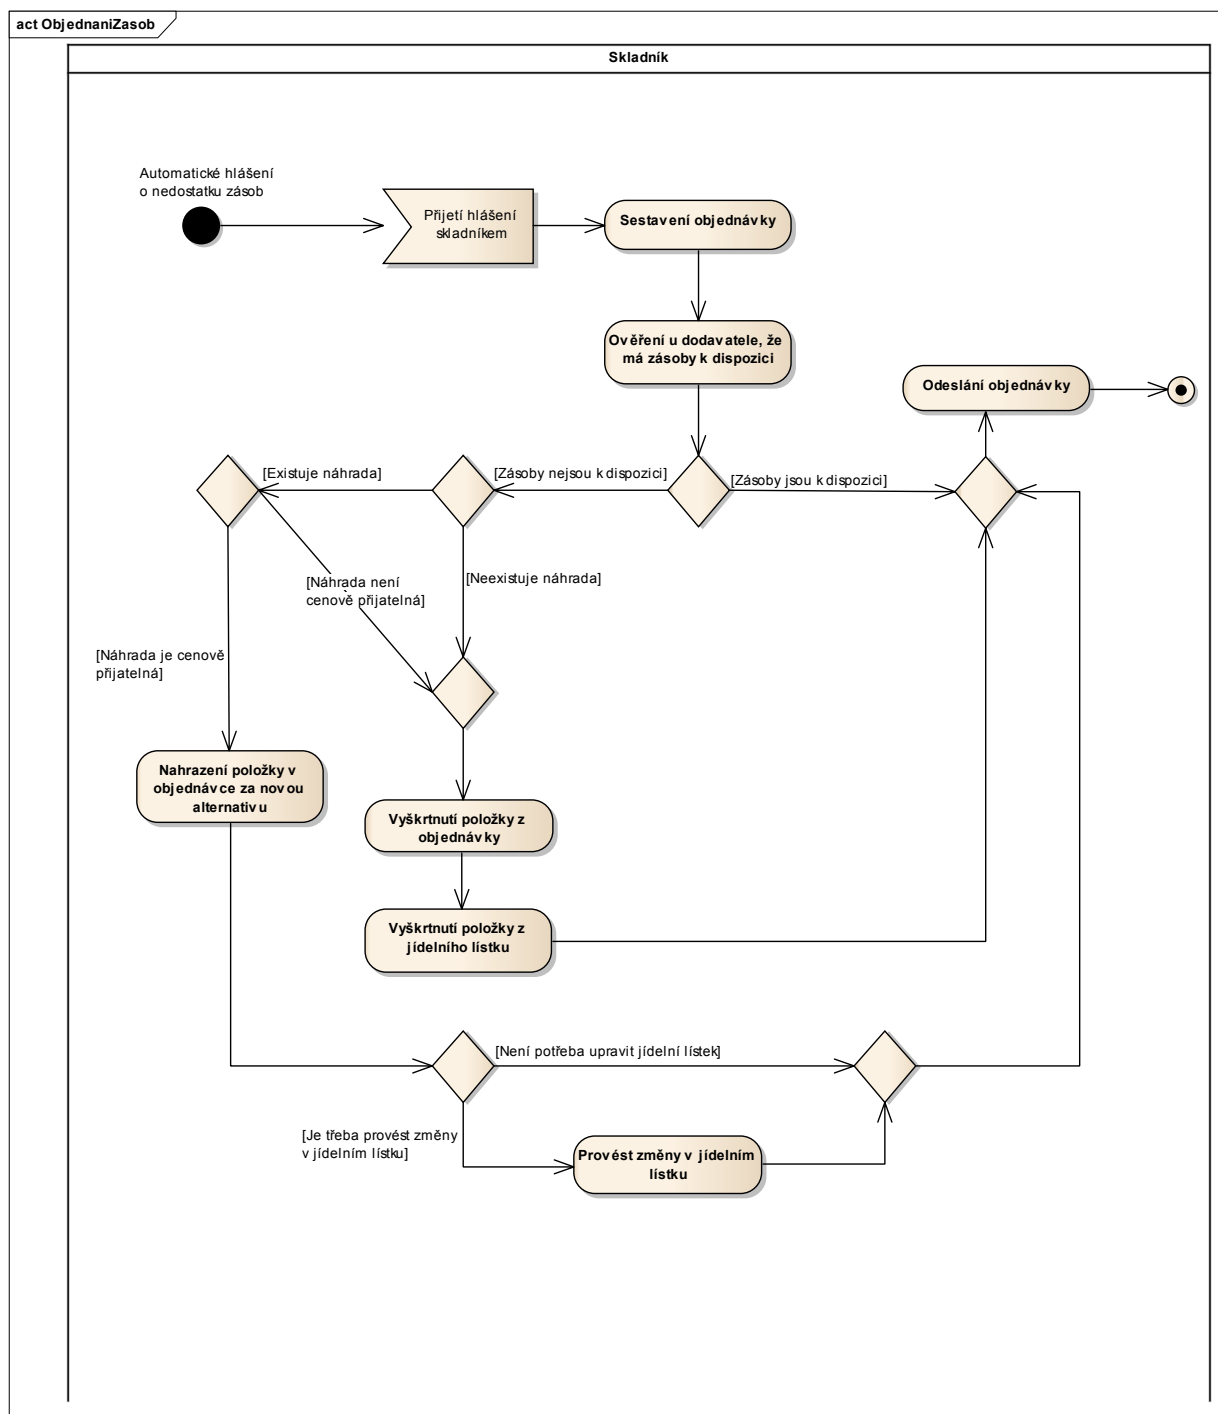 act ObjednaniZasob
Skladník
Automatické hlášení
o nedostatku zásob
Přijetí hlášení
skladníkem
Sestavení objednávky
Ověření u dodavatele, že
má zásoby k dispozici
Odeslání objednávky
[Existuje náhrada]
[Zásoby nejsou k dispozici]
[Zásoby jsou k dispozici]
[Náhrada není
cenově přijatelná]
[Neexistuje náhrada]
[Náhrada je cenově
přijatelná]
Nahrazení položky v
objednávce za novou
alternativu
Vyškrtnutí položky z
objednávky
Vyškrtnutí položky z
jídelního lístku
[Není potřeba upravit jídelní lístek]
[Je třeba provést změny
v jídelním lístku]
Provést změny v jídelním
lístku